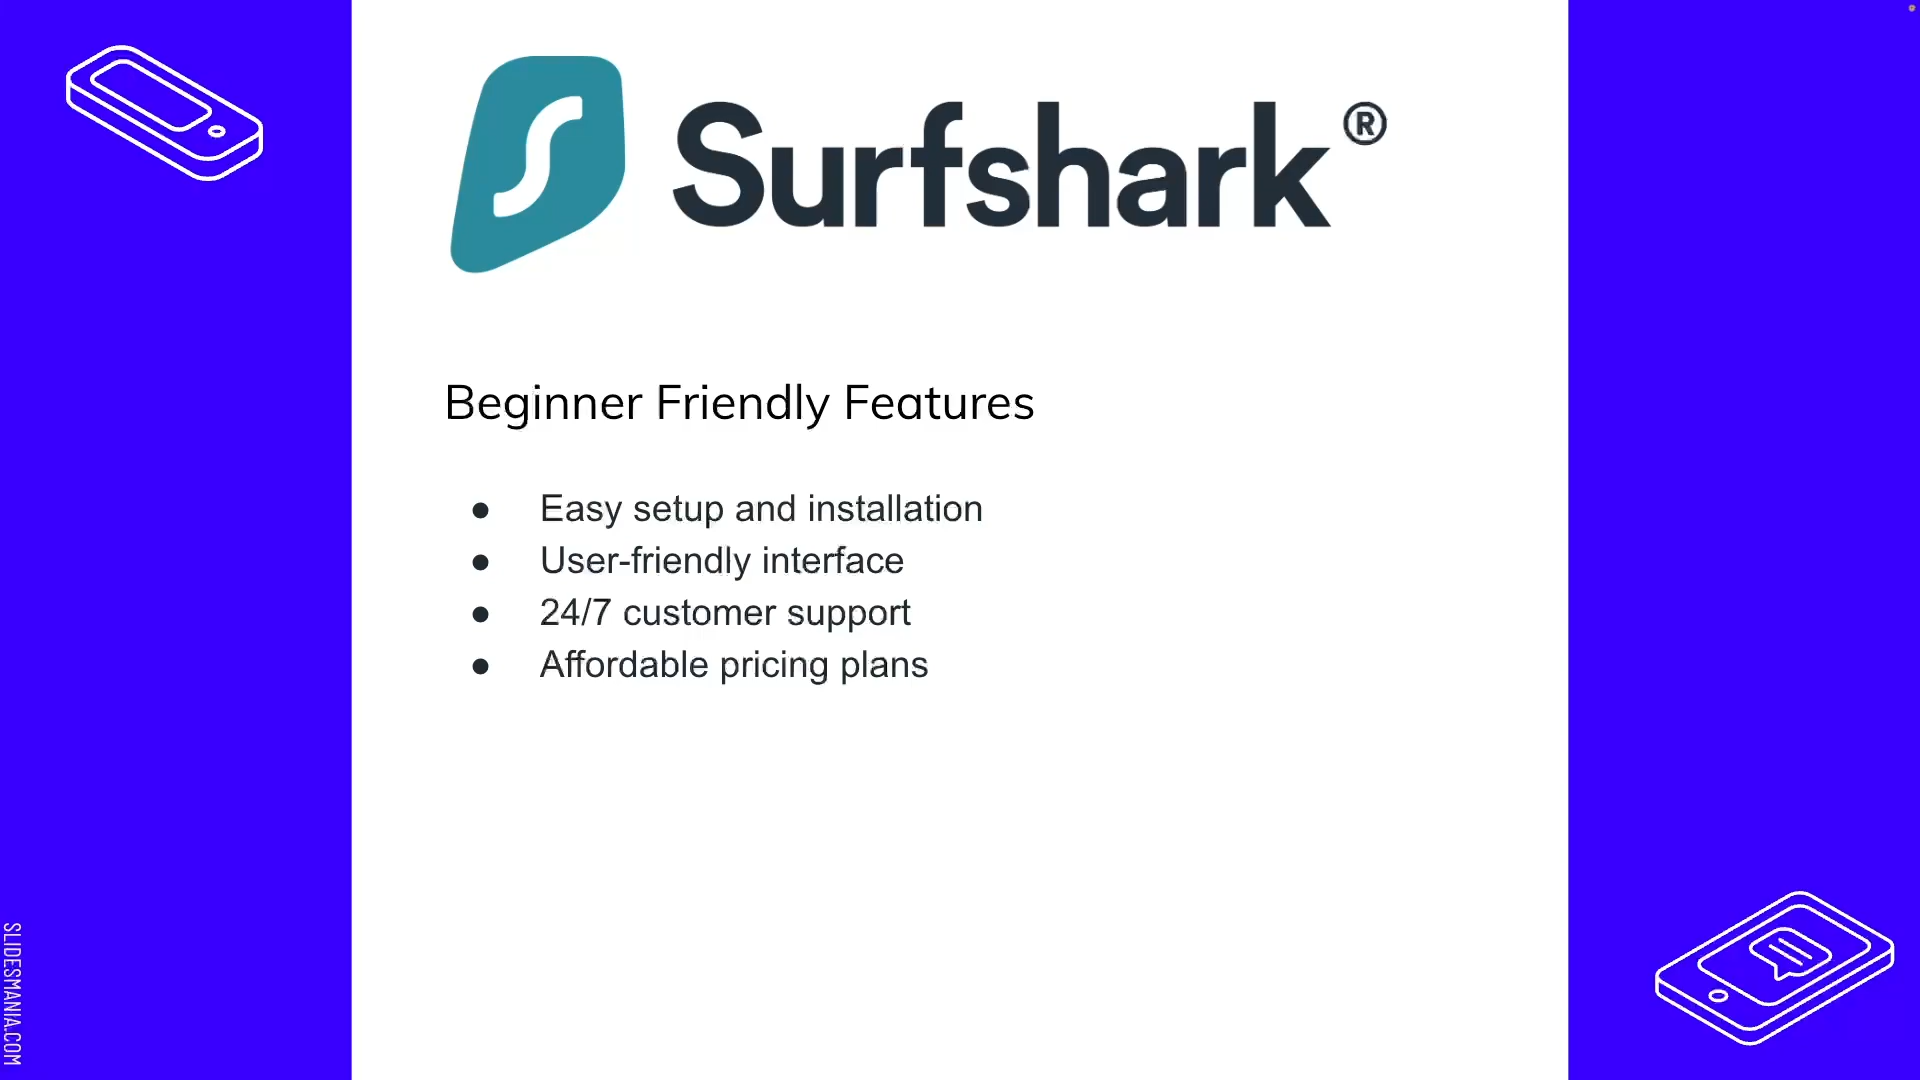 Surfshark®
Beginner Friendly Features
● Easy setup and installation
● User-friendly interface
● 24/7 customer support
● Affordable pricing plans
SLIDESMANIA.COM